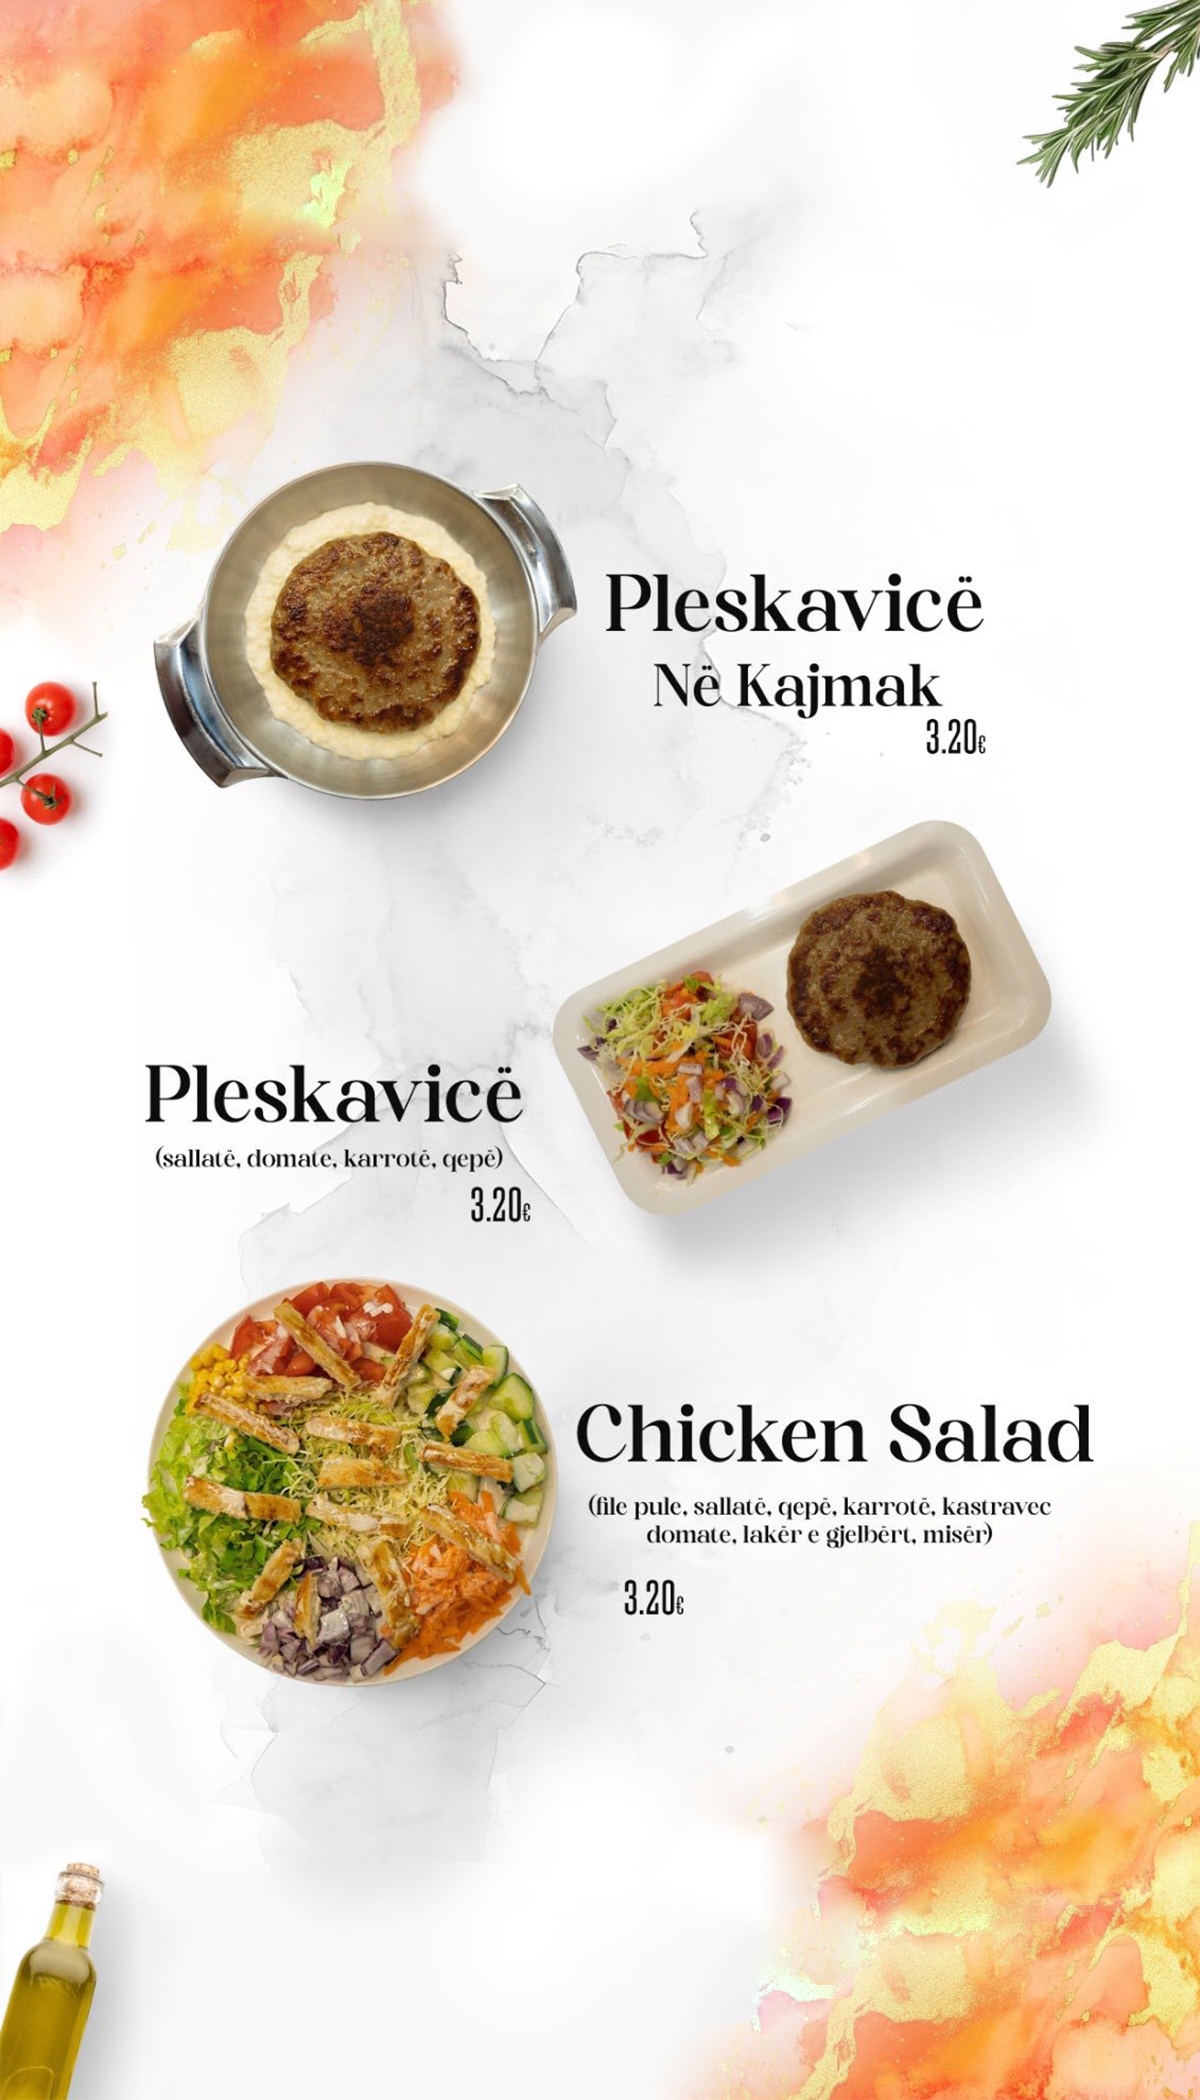 Pleskavicë
Në Kajmak
3.20€
Pleskavicë
(sallatë, domate, karrotë, qepë)
3.20€
Chicken Salad
(file pule, sallatë, qepë, karrotë, kastravec
domate, lakër e gjelbërt, misër)
3.20€